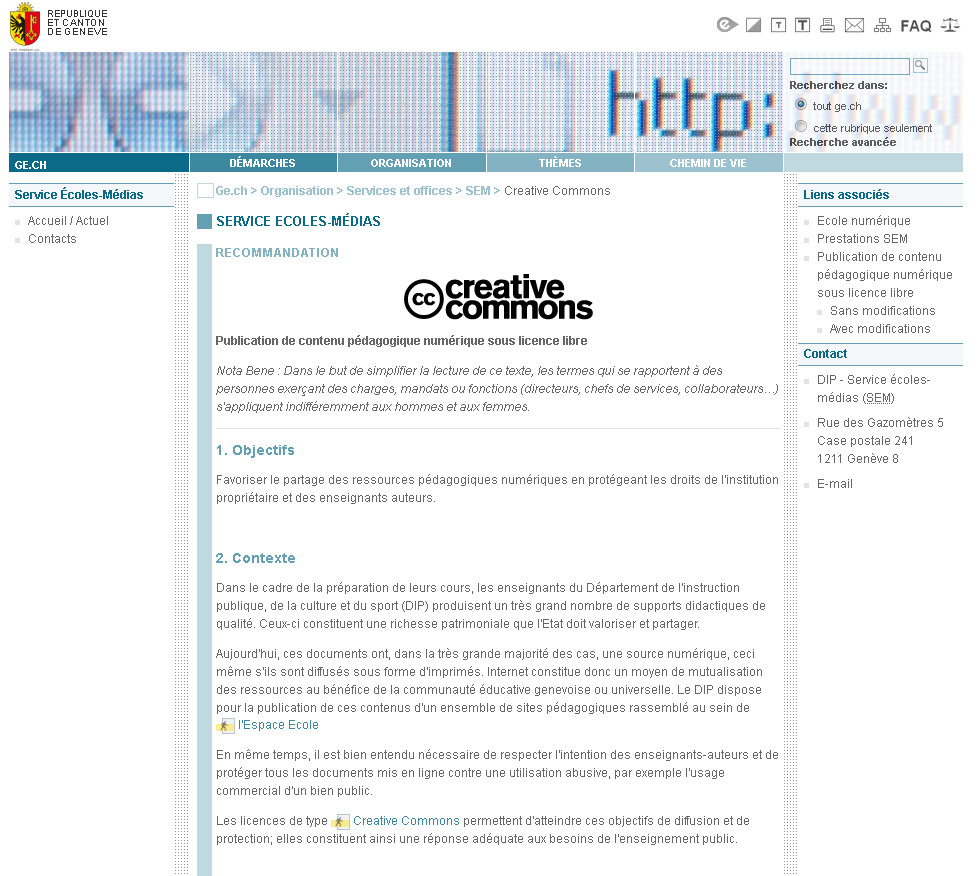 REPUBLIQUE
ET CANTON
DE GENEVE
T
T
FAQ
http:
Recherchez dans:
tout ge.ch
cette rubrique seulement
Recherche avancée
GE.CH
DÉMARCHES
ORGANISATION
THÈMES
CHEMIN DE VIE
Service Écoles-Médias
Accueil / Actuel
Contacts
Ge.ch > Organisation > Services et offices > SEM > Creative Commons
SERVICE ECOLES-MÉDIAS
RECOMMANDATION
cc creative
commons
Publication de contenu pédagogique numérique sous licence libre
Nota Bene : Dans le but de simplifier la lecture de ce texte, les termes qui se rapportent à des
personnes exerçant des charges, mandats ou fonctions (directeurs, chefs de services, collaborateurs…)
s'appliquent indifféremment aux hommes et aux femmes.
1. Objectifs
Favoriser le partage des ressources pédagogiques numériques en protégeant les droits de l'institution
propriétaire et des enseignants auteurs.
2. Contexte
Dans le cadre de la préparation de leurs cours, les enseignants du Département de l'instruction
publique, de la culture et du sport (DIP) produisent un très grand nombre de supports didactiques de
qualité. Ceux-ci constituent une richesse patrimoniale que l'Etat doit valoriser et partager.
Aujourd'hui, ces documents ont, dans la très grande majorité des cas, une source numérique, ceci
même s'ils sont diffusés sous forme d'imprimés. Internet constitue donc un moyen de mutualisation
des ressources au bénéfice de la communauté éducative genevoise ou universelle. Le DIP dispose
pour la publication de ces contenus d'un ensemble de sites pédagogiques rassemblé au sein de
l'Espace Ecole
En même temps, il est bien entendu nécessaire de respecter l'intention des enseignants-auteurs et de
protéger tous les documents mis en ligne contre une utilisation abusive, par exemple l'usage
commercial d'un bien public.
Les licences de type Creative Commons permettent d'atteindre ces objectifs de diffusion et de
protection; elles constituent ainsi une réponse adéquate aux besoins de l'enseignement public.
Liens associés
Ecole numérique
Prestations SEM
Publication de contenu
pédagogique numérique
sous licence libre
Sans modifications
Avec modifications
Contact
DIP - Service écoles-
médias (SEM)
Rue des Gazomètres 5
Case postale 241
1211 Genève 8
E-mail